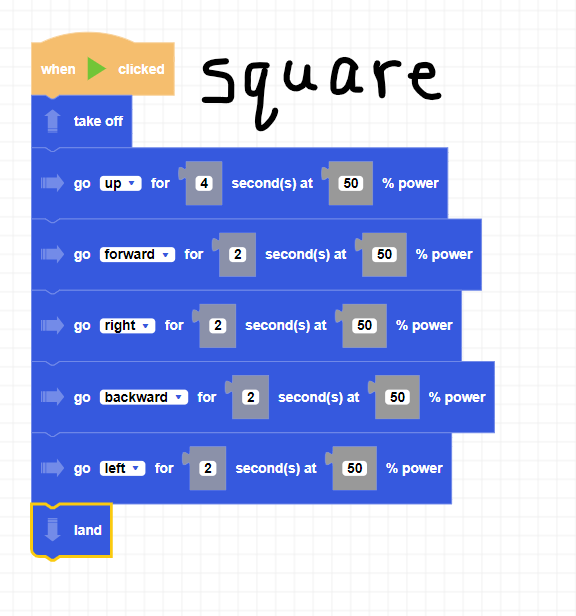 when clicked
square
take off
go up for 4 second(s) at 50 % power
go forward for 2 second(s) at 50 % power
go right for 2 second(s) at 50 % power
go backward for 2 second(s) at 50 % power
go left for 2 second(s) at 50 % power
land